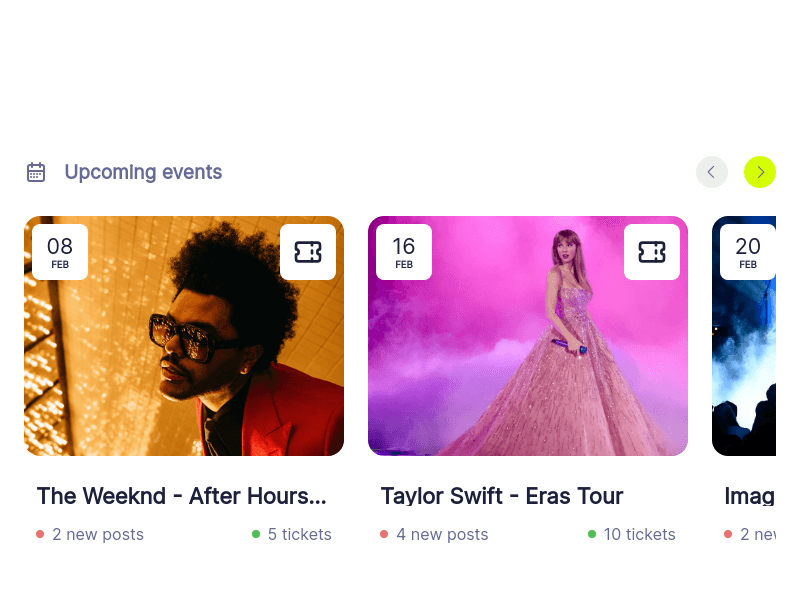 Upcoming events
08
FEB
16
FEB
20
FEB
The Weeknd - After Hours...
Taylor Swift - Eras Tour
Imag
2 new posts
5 tickets
4 new posts
10 tickets
2 new